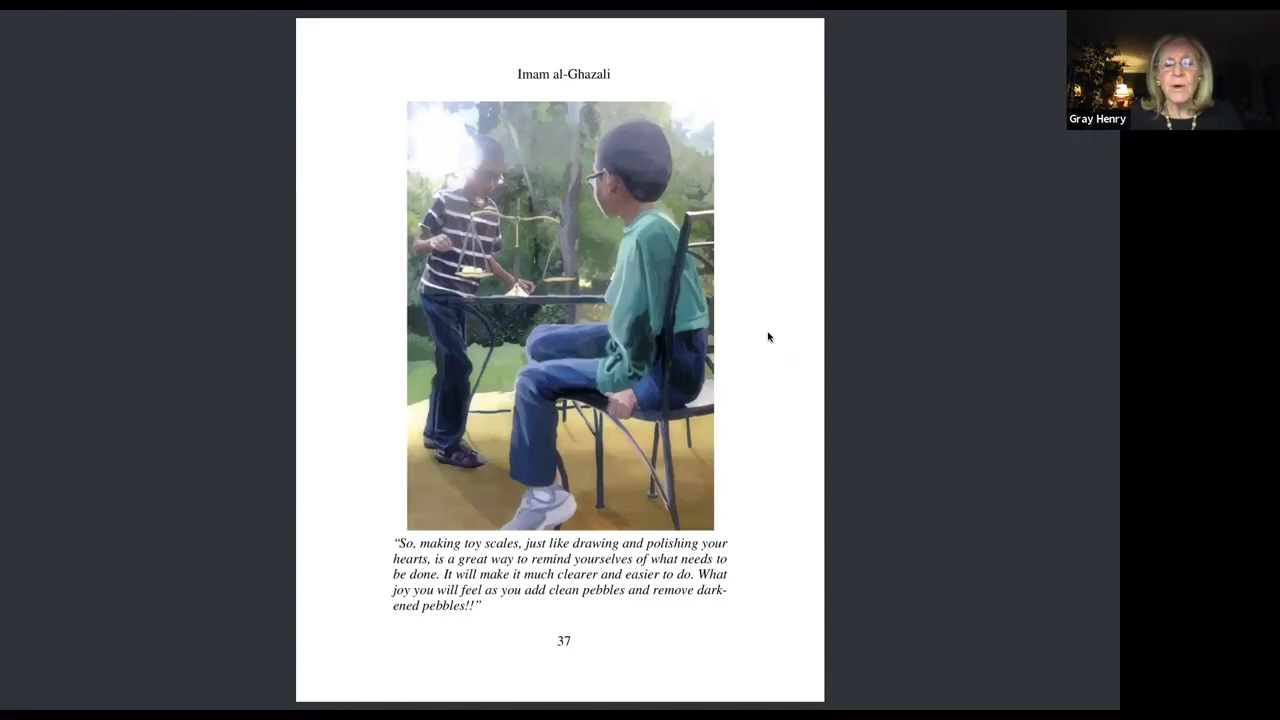 Imam al-Ghazali
Gray Henry
“So, making toy scales, just like drawing and polishing your
hearts, is a great way to remind yourselves of what needs to
be done. It will make it much clearer and easier to do. What
joy you will feel as you add clean pebbles and remove dark-
ened pebbles!!”
37